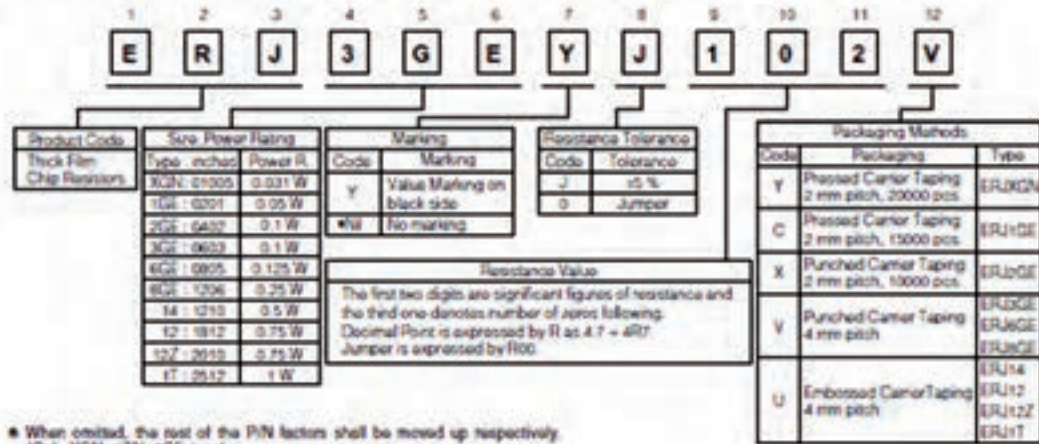 1 2 3 4 5 6 7 8 9 10 11 12
E R J 3 G E Y J 1 0 2 V
Product Code
Thick Film
Chip Resistors
Size, Power Rating
Type : inches Power R.
XGN : 01005 0.031 W
1GE : 0201 0.05 W
2GE : 0402 0.1 W
3GE : 0603 0.1 W
6GE : 0805 0.125 W
8GE : 1206 0.25 W
14 : 1210 0.5 W
12 : 1812 0.75 W
12Z : 2010 0.75 W
1T : 2512 1 W
Marking
Code Marking
Y Value Marking on
black side
Nil No marking
Resistance Tolerance
Code Tolerance
J ±5 %
0 Jumper
Resistance Value
The first two digits are significant figures of resistance and
the third one denotes number of zeros following.
Decimal Point is expressed by R as 4.7 = 4R7.
Jumper is expressed by R00.
Packaging Methods
Code Packaging Type
Y Pressed Carrier Taping
2 mm pitch, 20000 pcs. ERJXGN
C Pressed Carrier Taping
2 mm pitch, 15000 pcs. ERJ1GE
X Punched Carrier Taping
2 mm pitch, 10000 pcs. ERJ2GE
V Punched Carrier Taping
4 mm pitch
ERJ3GE
ERJ6GE
ERJ8GE
U Embossed Carrier Taping
4 mm pitch
ERJ14
ERJ12
ERJ12Z
ERJ1T
When omitted, the rest of the P/N factors shall be moved up respectively.